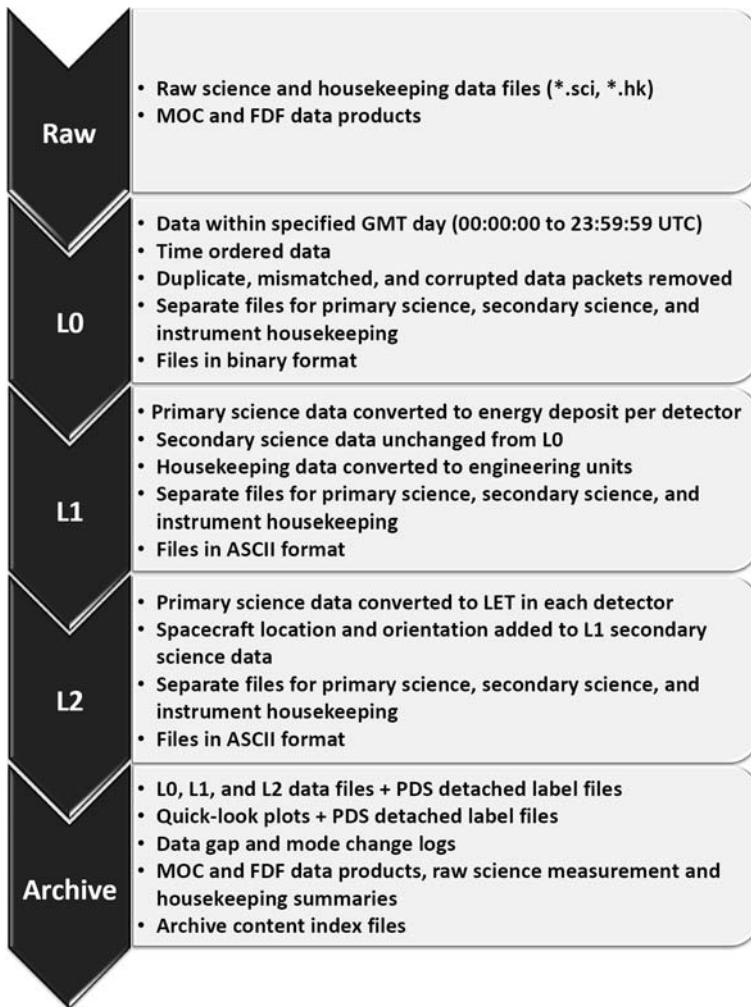 Raw
• Raw science and housekeeping data files (*.sci, *.hk)
• MOC and FDF data products
L0
• Data within specified GMT day (00:00:00 to 23:59:59 UTC)
• Time ordered data
• Duplicate, mismatched, and corrupted data packets removed
• Separate files for primary science, secondary science, and
instrument housekeeping
• Files in binary format
L1
• Primary science data converted to energy deposit per detector
• Secondary science data unchanged from L0
• Housekeeping data converted to engineering units
• Separate files for primary science, secondary science, and
instrument housekeeping
• Files in ASCII format
L2
• Primary science data converted to LET in each detector
• Spacecraft location and orientation added to L1 secondary
science data
• Separate files for primary science, secondary science, and
instrument housekeeping
• Files in ASCII format
Archive
• L0, L1, and L2 data files + PDS detached label files
• Quick-look plots + PDS detached label files
• Data gap and mode change logs
• MOC and FDF data products, raw science measurement and
housekeeping summaries
• Archive content index files